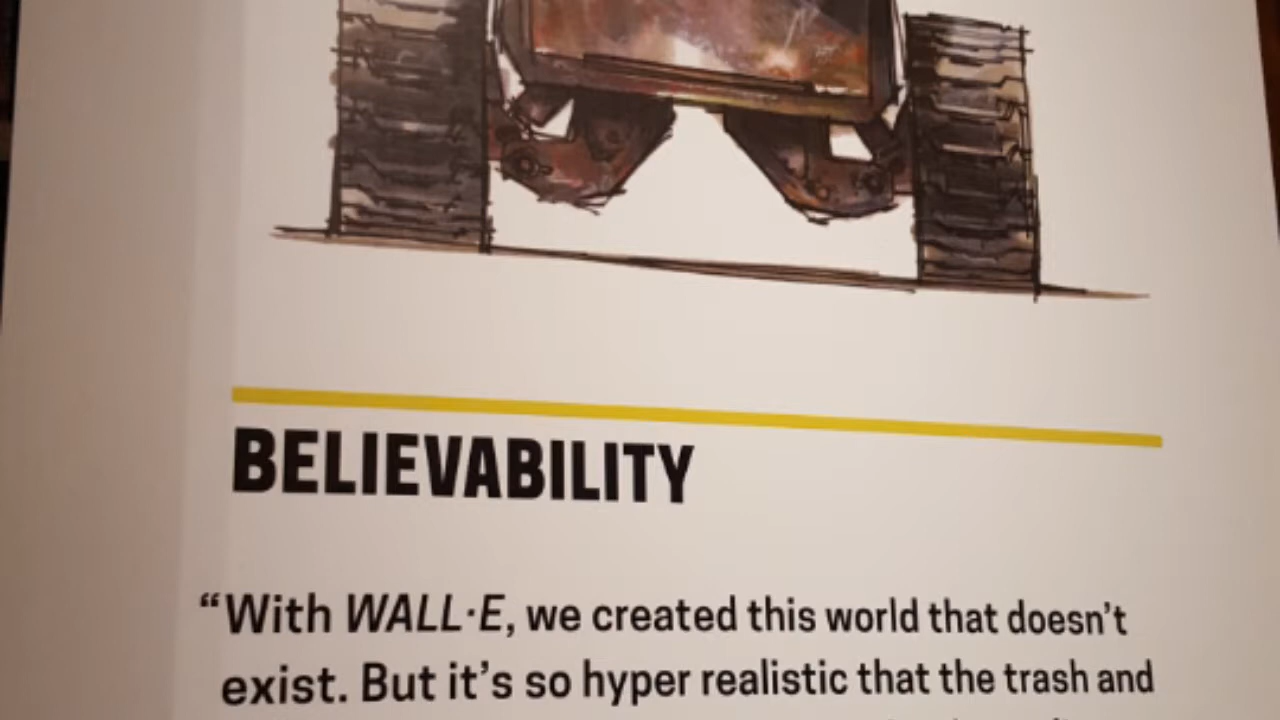 BELIEVABILITY
“With WALL·E, we created this world that doesn’t
exist. But it’s so hyper realistic that the trash and